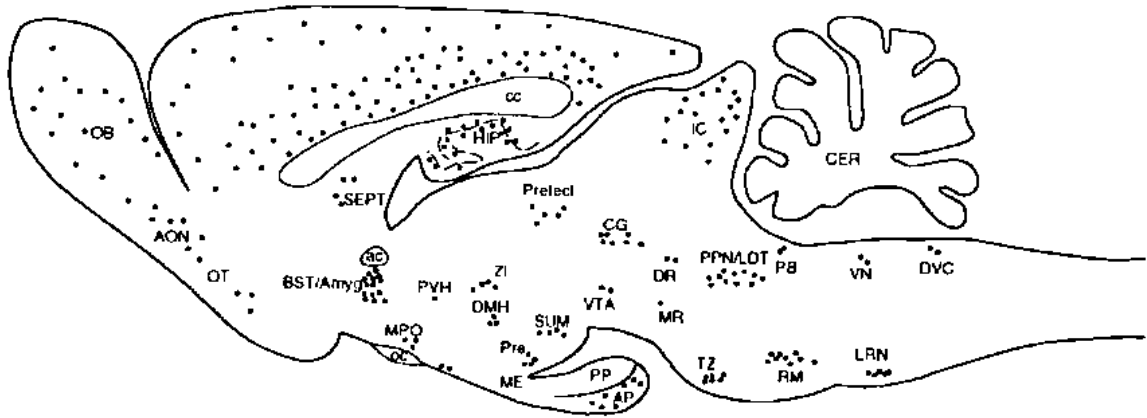 cc
OB
HIP
IC
CER
SEPT
Pretect
AON
CG
OT
ac
BST/Amyg
PVH
ZI
DMH
DR
PPN/LDT
PB
VN
DVC
VTA
MR
MPO
SUM
OC
Pre
ME
PP
AP
TZ
RM
LRN